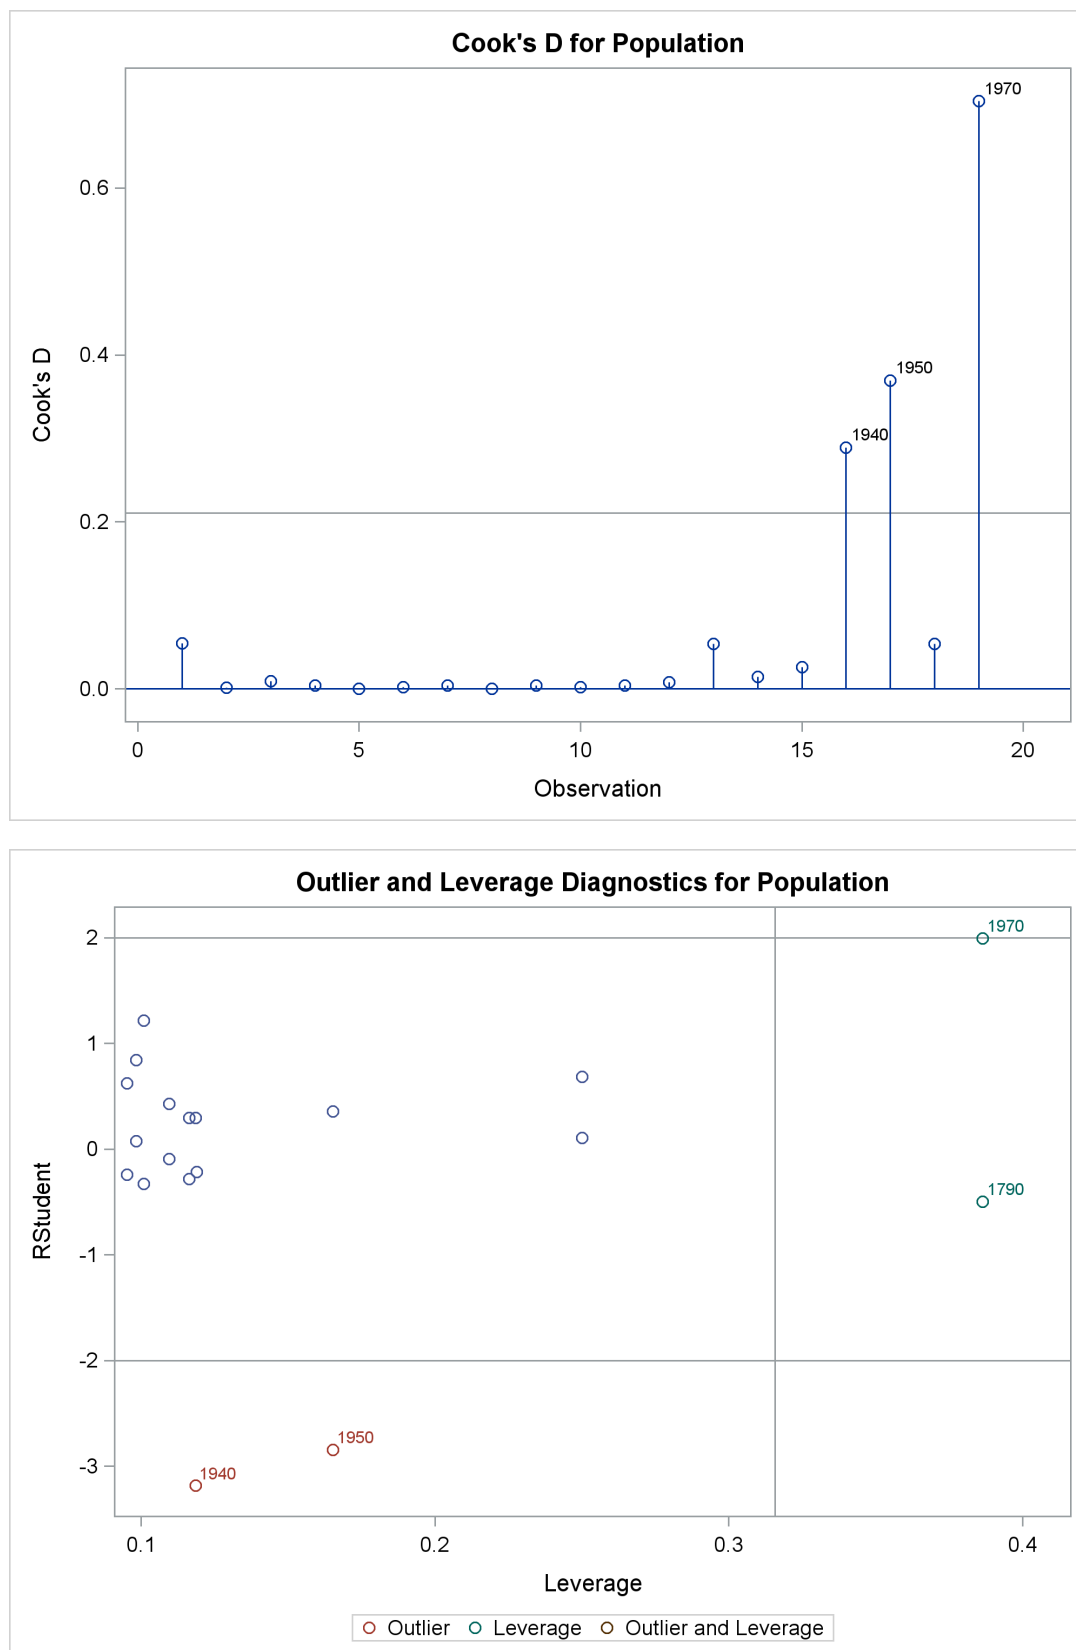 Cook's D for Population
1970
0.6
0.4
1950
1940
0.2
0.0
Cook's D
0 5 10 15 20
Observation
Outlier and Leverage Diagnostics for Population
2
1970
1
0
1790
-1
-2
1950
-3
1940
RStudent
0.1 0.2 0.3 0.4
Leverage
Outlier Leverage Outlier and Leverage